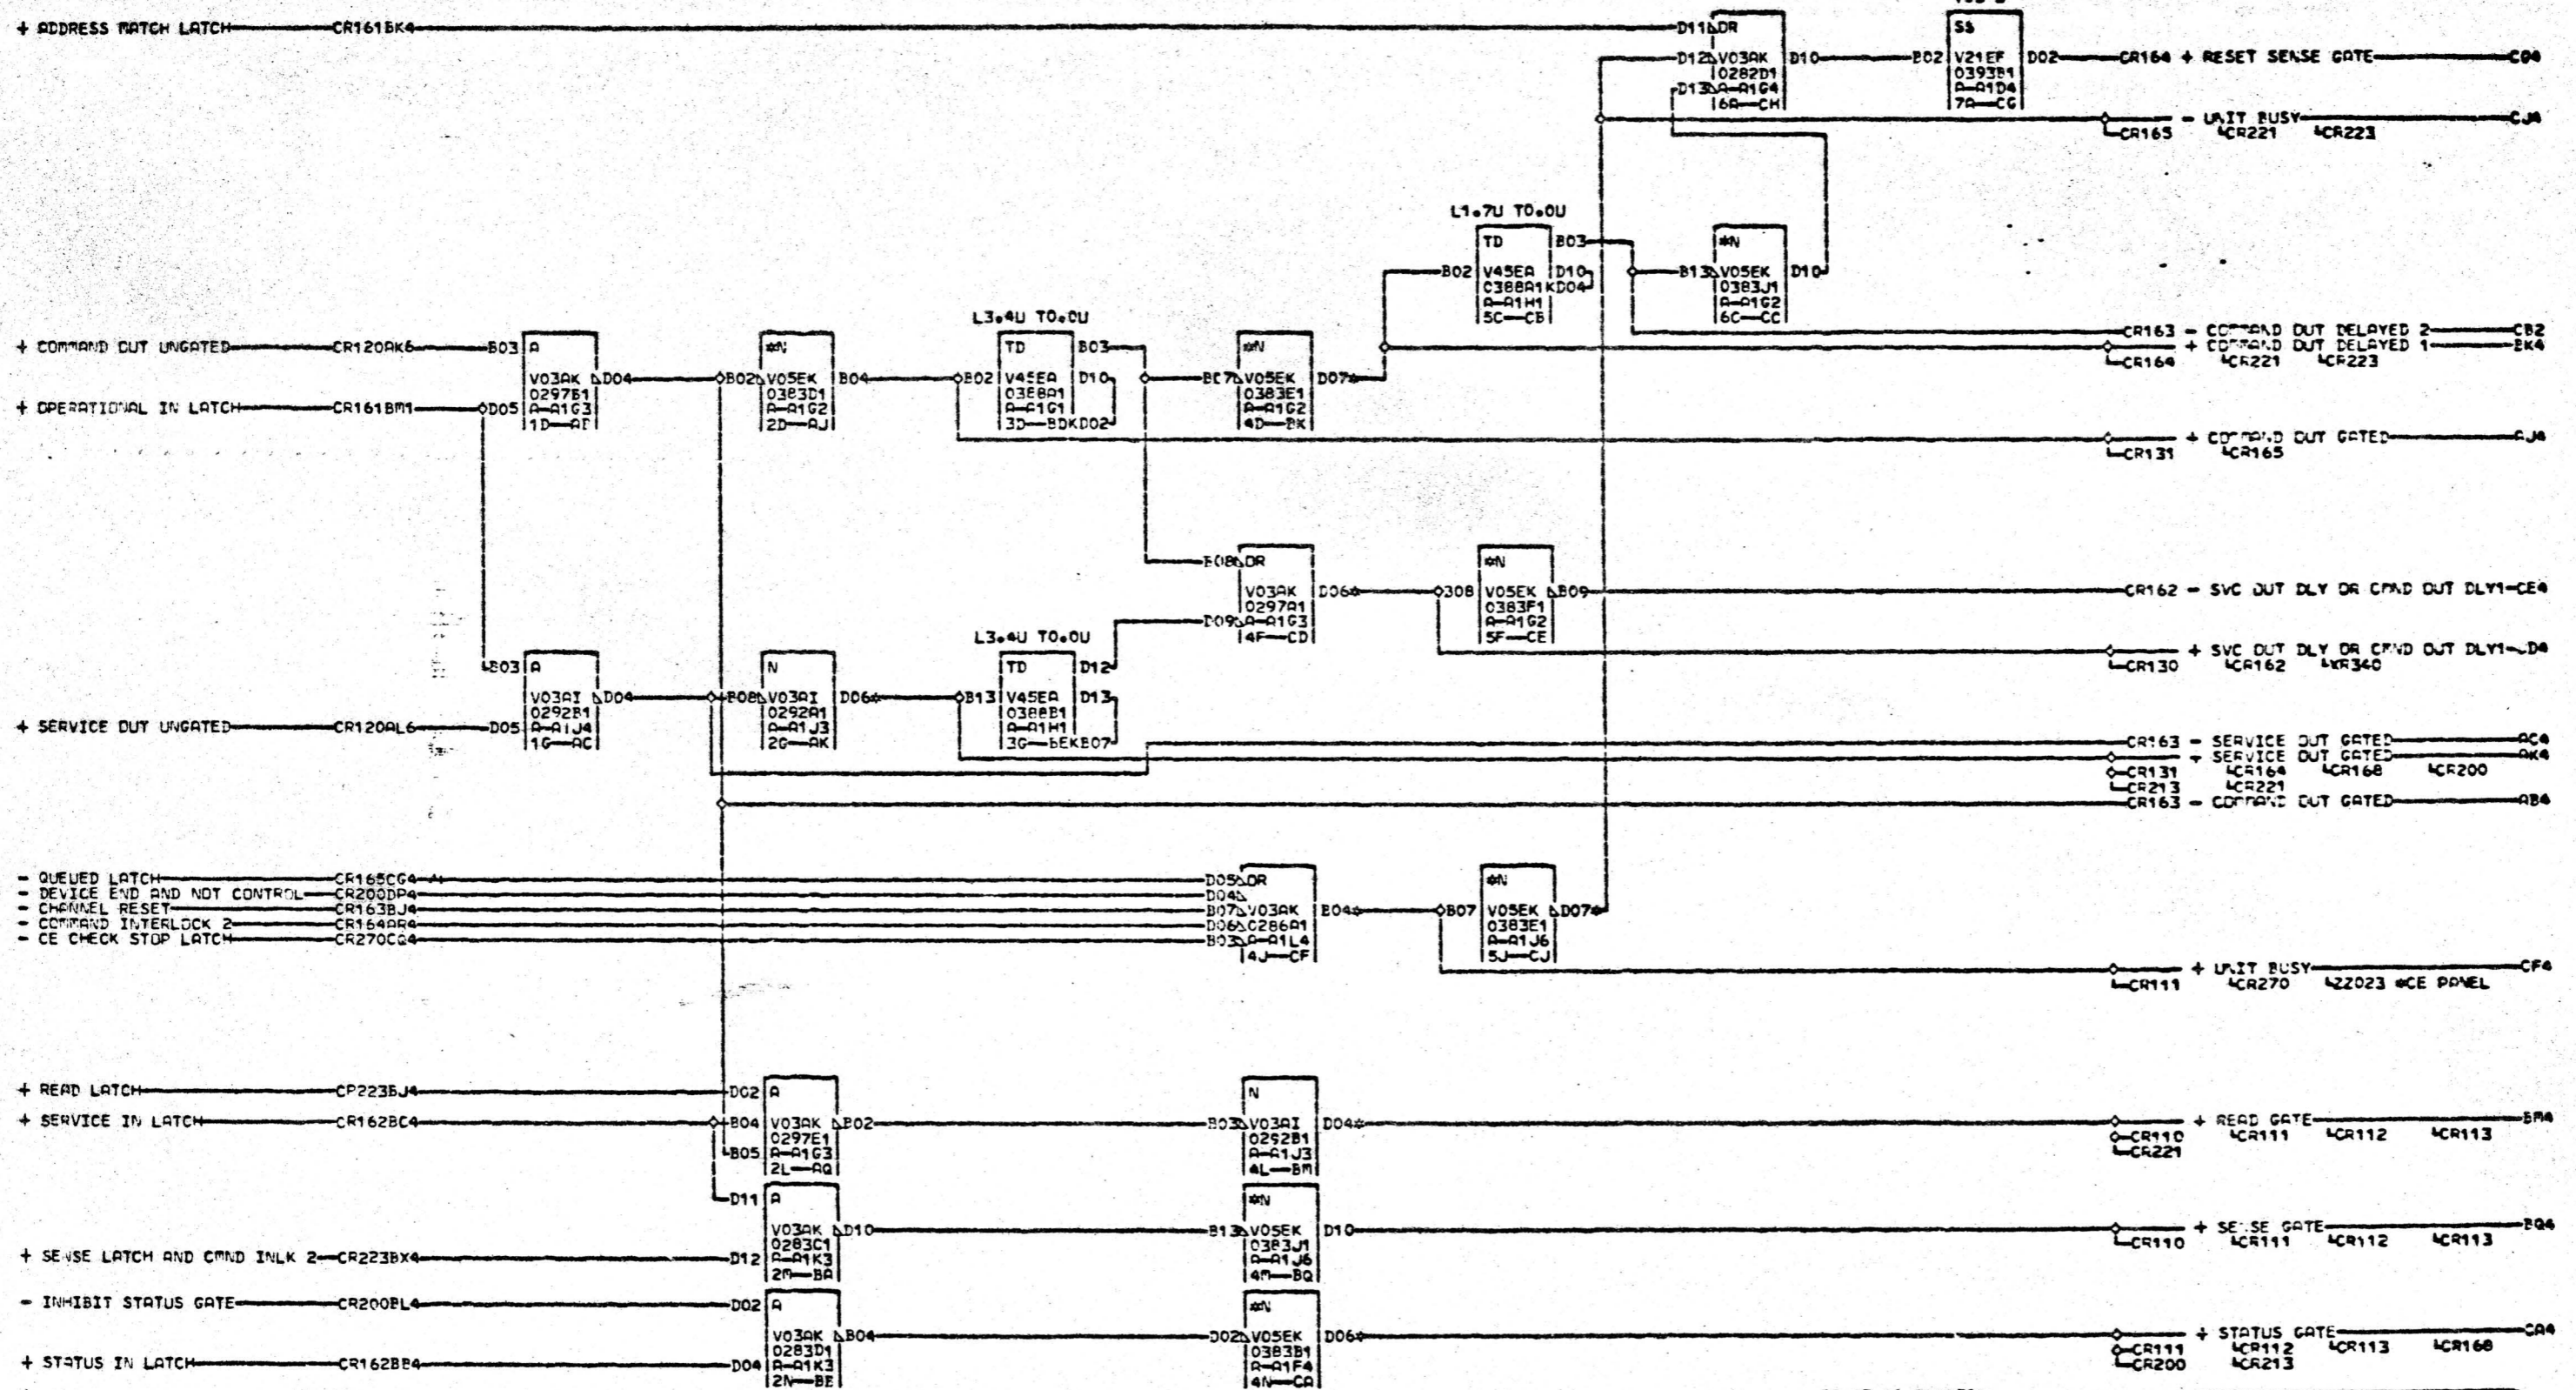 + ADDRESS MATCH LATCH CR161BK4 D11 OR SS
D12 V03AK D10 B02 V21EF D02 CR164 + RESET SENSE GATE
0282D1 0393B1
D13 A-A1G4 A-A1D4
6A CH 7A CG
- UNIT BUSY CJ4
CR165 CR221 CR223
L1.7U T0.0U
TD B03 *N
B02 V45EA D10 B13 V05EK D10
A1KD04 0383J1
A-A1H1 A-A1G2
5C CB 6C CC
L3.4U T0.0U
CR163 - COMMAND OUT DELAYED 2 CB2
+ COMMAND OUT UNGATED CR120AK6 B03 A *N TD B03 *N + COMMAND OUT DELAYED 1 BK4
CR164 CR221 CR223
V03AK D04 B02 V05EK B04 B02 V45EA D10 V05EK D07*
0297B1 0383D1 0383E1
+ OPERATIONAL IN LATCH CR161BM1 D05 A-A1G3 A-A1G2 A-A1G1 A-A1G2
1D 2D AJ 3D BDKD02 4D BK
+ COMMAND OUT GATED AJ4
CR131 CR165
B08 OR *N
V03AK D06* V05EK B09 CR162 - SVC OUT DLY OR CMND OUT DLY1 CE4
0297A1 0383F1
D09 A-A1G3 A-A1G2
4F CD 5F CE
L3.4U T0.0U
+ SVC OUT DLY OR CMND OUT DLY1
CR130 CR162
B03 A N TD D12
V03AI D04 B08 V03AI D06* B13 V45EA D13
0292B1 0292A1 0388B1
+ SERVICE OUT UNGATED CR120AL6 D05 A-A1J4 A-A1J3 A-A1H1
1G AC 2G AK 3G BEKB07
CR163 - SERVICE OUT GATED AC4
+ SERVICE OUT GATED AK4
CR131 CR164 CR168 CR200
CR213 CR221
CR163 - COMMAND OUT GATED AB4
- QUEUED LATCH CR165CG4 D05 OR *N
- DEVICE END AND NOT CONTROL CR200DP4 D04
- CHANNEL RESET CR163BJ4 B07 V03AK B04* B07 V05EK D07*
- COMMAND INTERLOCK 2 CR164AR4 D06 0383E1
- CE CHECK STOP LATCH CR270CQ4 B03 A-A1L4 A-A1J6
4J CF 5J CJ
+ UNIT BUSY CF4
CR111 CR270 ZZ023 *CE PANEL
+ READ LATCH D02 A N
+ SERVICE IN LATCH CR162BC4 B04 V03AK B02 B03 V03AI D04* + READ GATE BM4
0297E1 0292B1 CR110 CR111 CR112 CR113
B05 A-A1G3 A-A1J3 CR221
2L AQ 4L BM
D11 A *N
V03AK D10 B13 V05EK D10 + SENSE GATE BQ4
0283C1 0383J1 CR110 CR111 CR112 CR113
+ SENSE LATCH AND CMND INLK 2 CR223BX4 D12 A-A1K3 A-A1J6
2M BA 4M BQ
- INHIBIT STATUS GATE CR200BL4 D02 A *N
V03AK B04 D02 V05EK D06* + STATUS GATE CA4
0283D1 0383B1 CR111 CR112 CR113 CR168
+ STATUS IN LATCH CR162BB4 D04 A-A1K3 A-A1F4 CR200 CR213
2N BE 4N CA